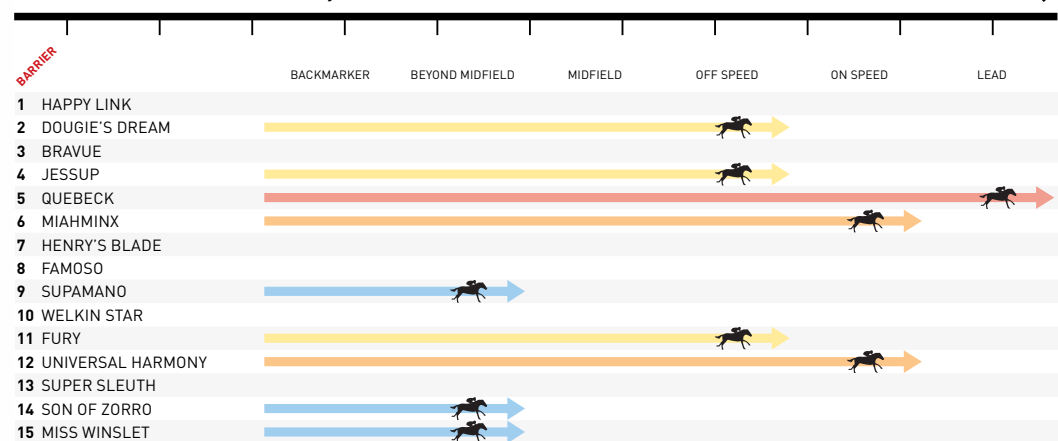 BARRIER
BACKMARKER BEYOND MIDFIELD MIDFIELD OFF SPEED ON SPEED LEAD
1 HAPPY LINK
2 DOUGIE'S DREAM
3 BRAVUE
4 JESSUP
5 QUEBECK
6 MIAHMINX
7 HENRY'S BLADE
8 FAMOSO
9 SUPAMANO
10 WELKIN STAR
11 FURY
12 UNIVERSAL HARMONY
13 SUPER SLEUTH
14 SON OF ZORRO
15 MISS WINSLET